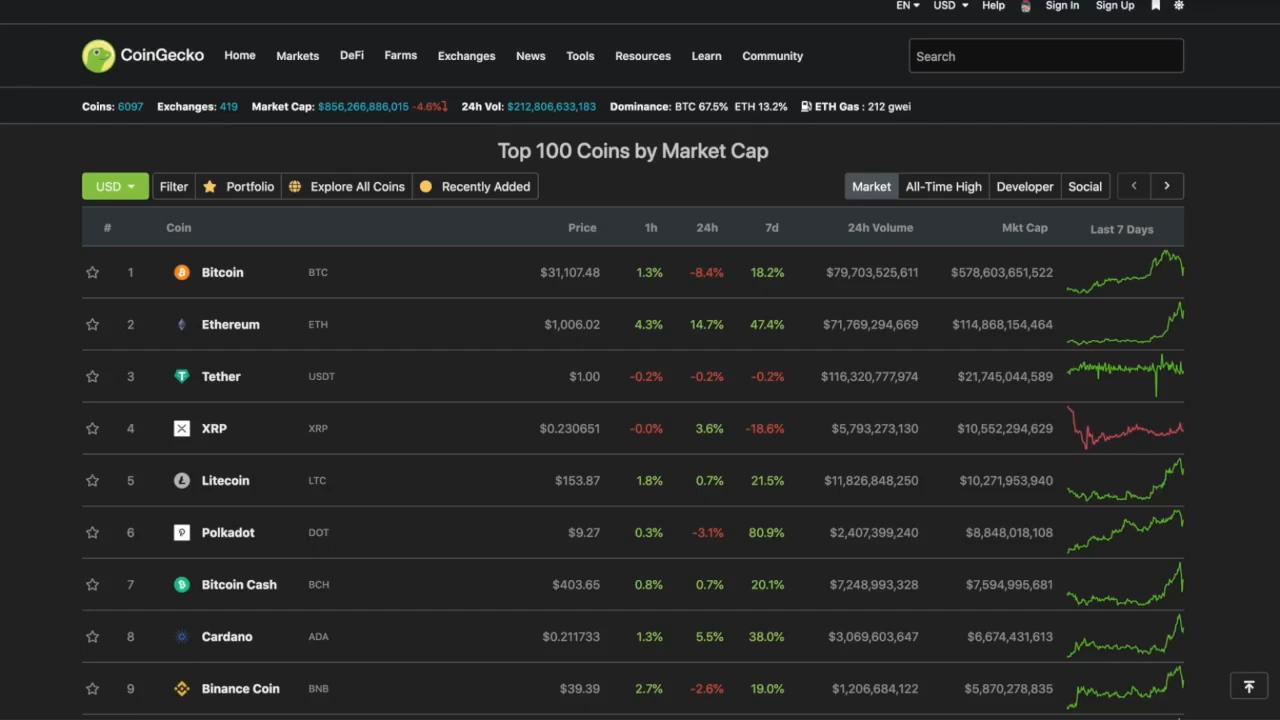 EN USD Help Sign In Sign Up
CoinGecko Home Markets DeFi Farms Exchanges News Tools Resources Learn Community Search
Coins: 6097 Exchanges: 419 Market Cap: $856,266,886,015 -4.6% 24h Vol: $212,806,633,183 Dominance: BTC 67.5% ETH 13.2% ETH Gas : 212 gwei
Top 100 Coins by Market Cap
USD Filter Portfolio Explore All Coins Recently Added Market All-Time High Developer Social
# Coin Price 1h 24h 7d 24h Volume Mkt Cap Last 7 Days
1 Bitcoin BTC $31,107.48 1.3% -8.4% 18.2% $79,703,525,611 $578,603,651,522
2 Ethereum ETH $1,006.02 4.3% 14.7% 47.4% $71,769,294,669 $114,868,154,464
3 Tether USDT $1.00 -0.2% -0.2% -0.2% $116,320,777,974 $21,745,044,589
4 XRP XRP $0.230651 -0.0% 3.6% -18.6% $5,793,273,130 $10,552,294,629
5 Litecoin LTC $153.87 1.8% 0.7% 21.5% $11,826,848,250 $10,271,953,940
6 Polkadot DOT $9.27 0.3% -3.1% 80.9% $2,407,399,240 $8,848,018,108
7 Bitcoin Cash BCH $403.65 0.8% 0.7% 20.1% $7,248,993,328 $7,594,995,681
8 Cardano ADA $0.211733 1.3% 5.5% 38.0% $3,069,603,647 $6,674,431,613
9 Binance Coin BNB $39.39 2.7% -2.6% 19.0% $1,206,684,122 $5,870,278,835